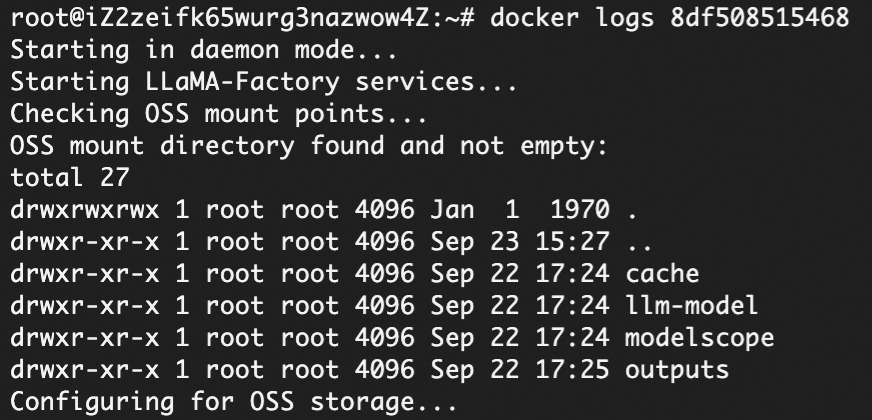 root@iZ2zeifk65wurg3nazwow4Z:~# docker logs 8df508515468
Starting in daemon mode...
Starting LLaMA-Factory services...
Checking OSS mount points...
OSS mount directory found and not empty:
total 27
drwxrwxrwx 1 root root 4096 Jan  1  1970 .
drwxr-xr-x 1 root root 4096 Sep 23 15:27 ..
drwxr-xr-x 1 root root 4096 Sep 22 17:24 cache
drwxr-xr-x 1 root root 4096 Sep 22 17:24 llm-model
drwxr-xr-x 1 root root 4096 Sep 22 17:24 modelscope
drwxr-xr-x 1 root root 4096 Sep 22 17:25 outputs
Configuring for OSS storage...